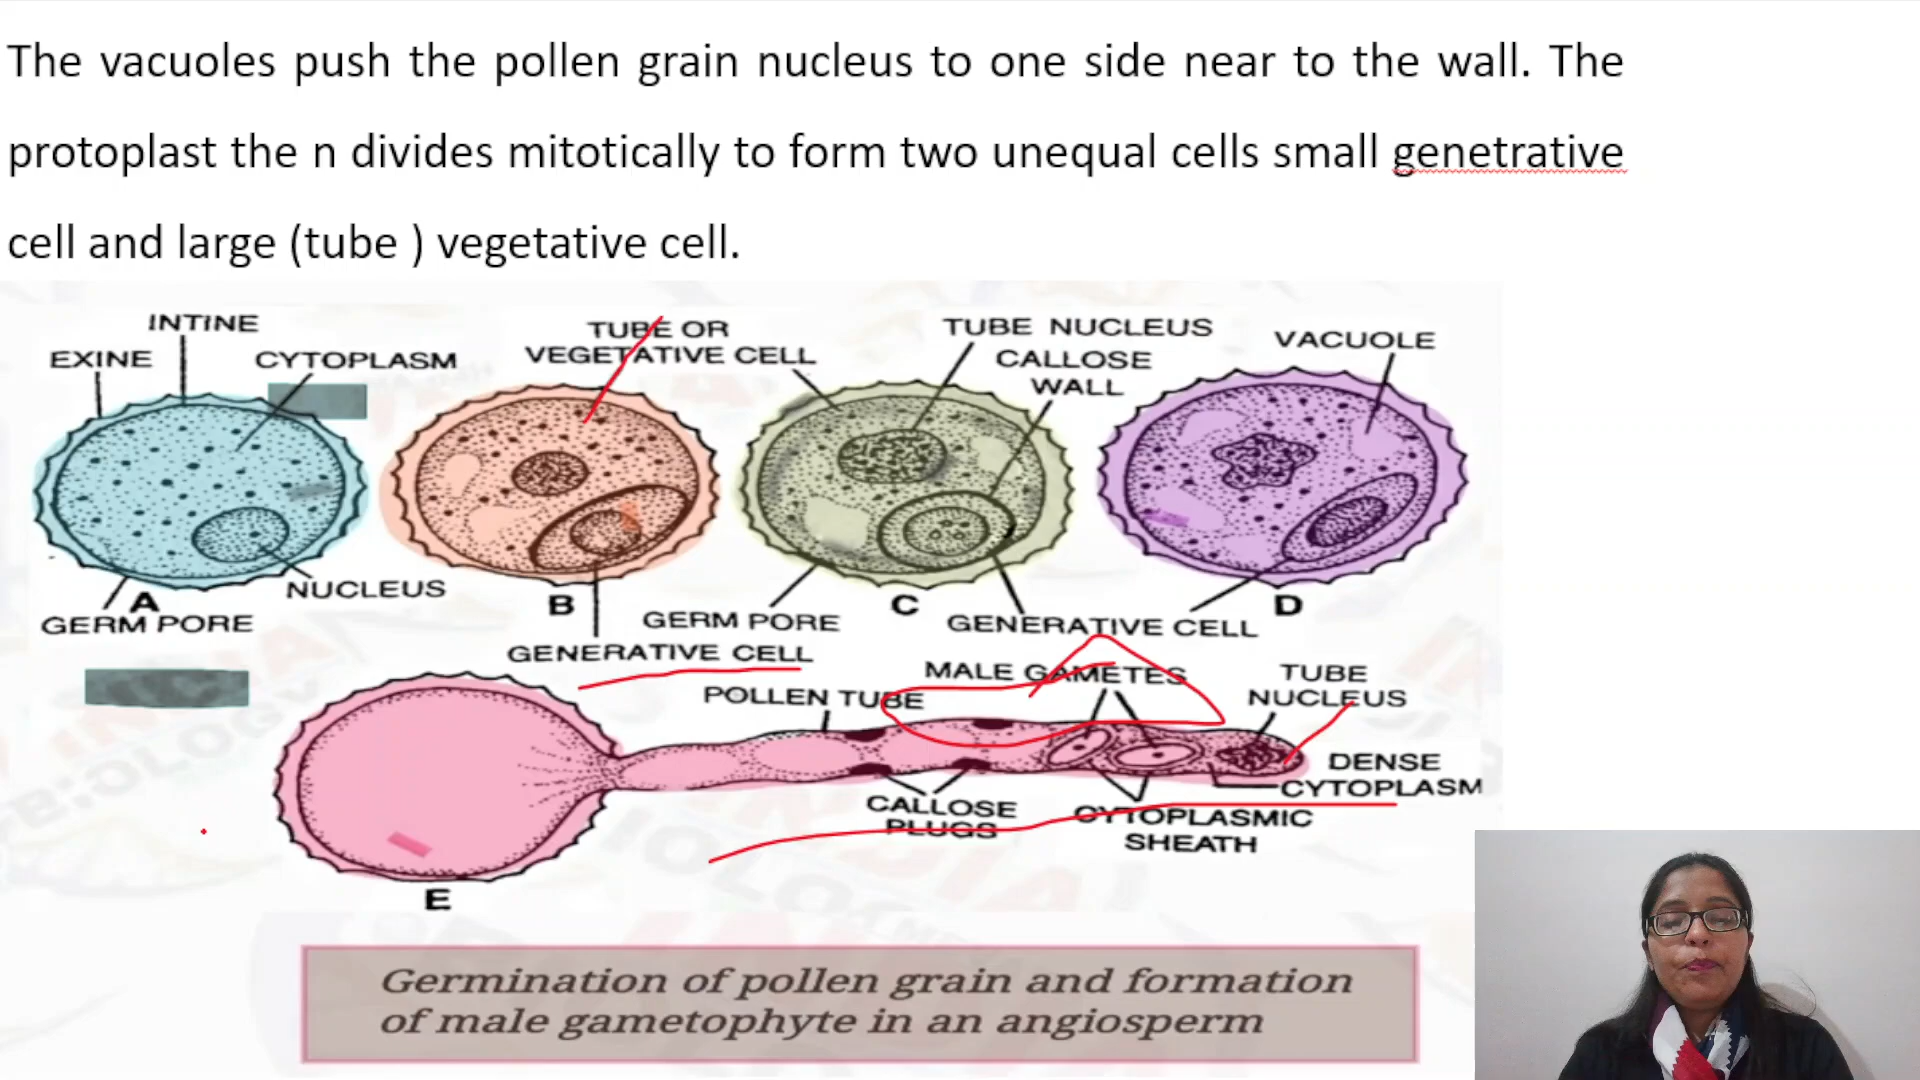 The vacuoles push the pollen grain nucleus to one side near to the wall. The
protoplast the n divides mitotically to form two unequal cells small genetrative
cell and large (tube ) vegetative cell.
INTINE
EXINE
CYTOPLASM
TUBE OR
VEGETATIVE CELL
TUBE NUCLEUS
CALLOSE
WALL
VACUOLE
NUCLEUS
A
GERM PORE
B
GENERATIVE CELL
GERM PORE
C
GENERATIVE CELL
D
POLLEN TUBE
MALE GAMETES
TUBE
NUCLEUS
DENSE
CYTOPLASM
CALLOSE
PLUGS
CYTOPLASMIC
SHEATH
E
Germination of pollen grain and formation
of male gametophyte in an angiosperm